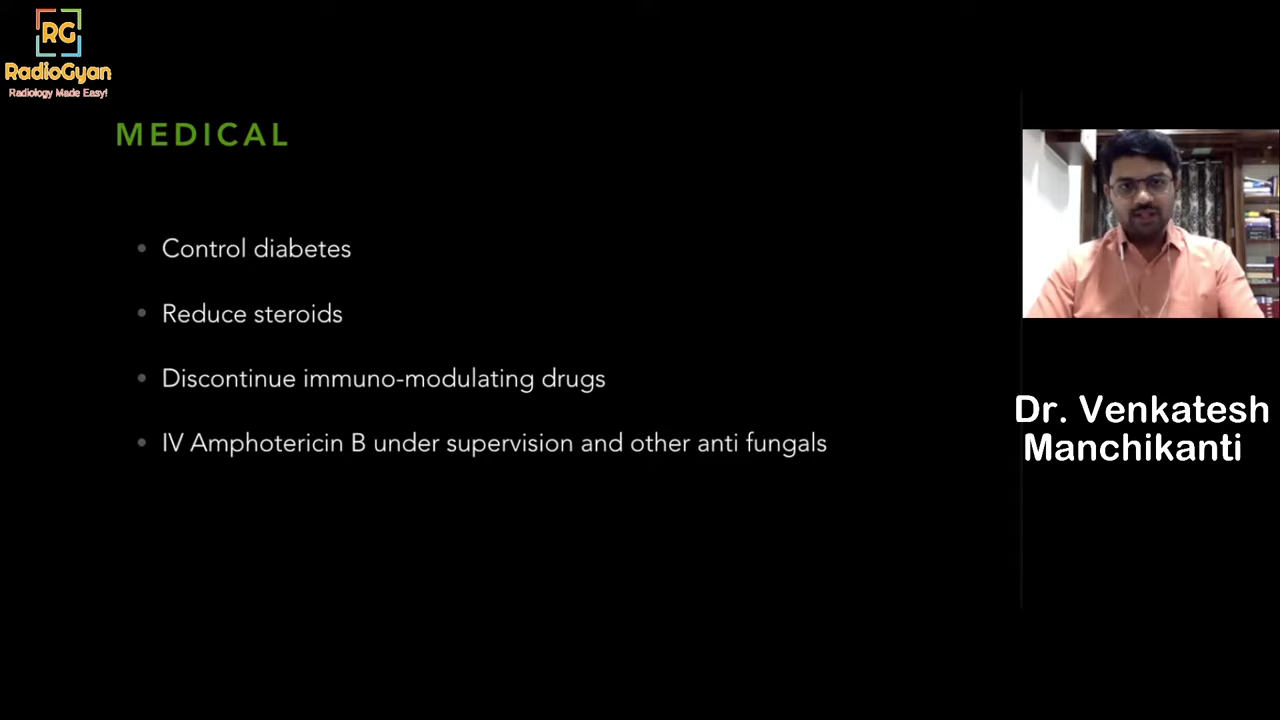 RG
RadioGyan
Radiology Made Easy!
MEDICAL
• Control diabetes
• Reduce steroids
• Discontinue immuno-modulating drugs
• IV Amphotericin B under supervision and other anti fungals
Dr. Venkatesh
Manchikanti